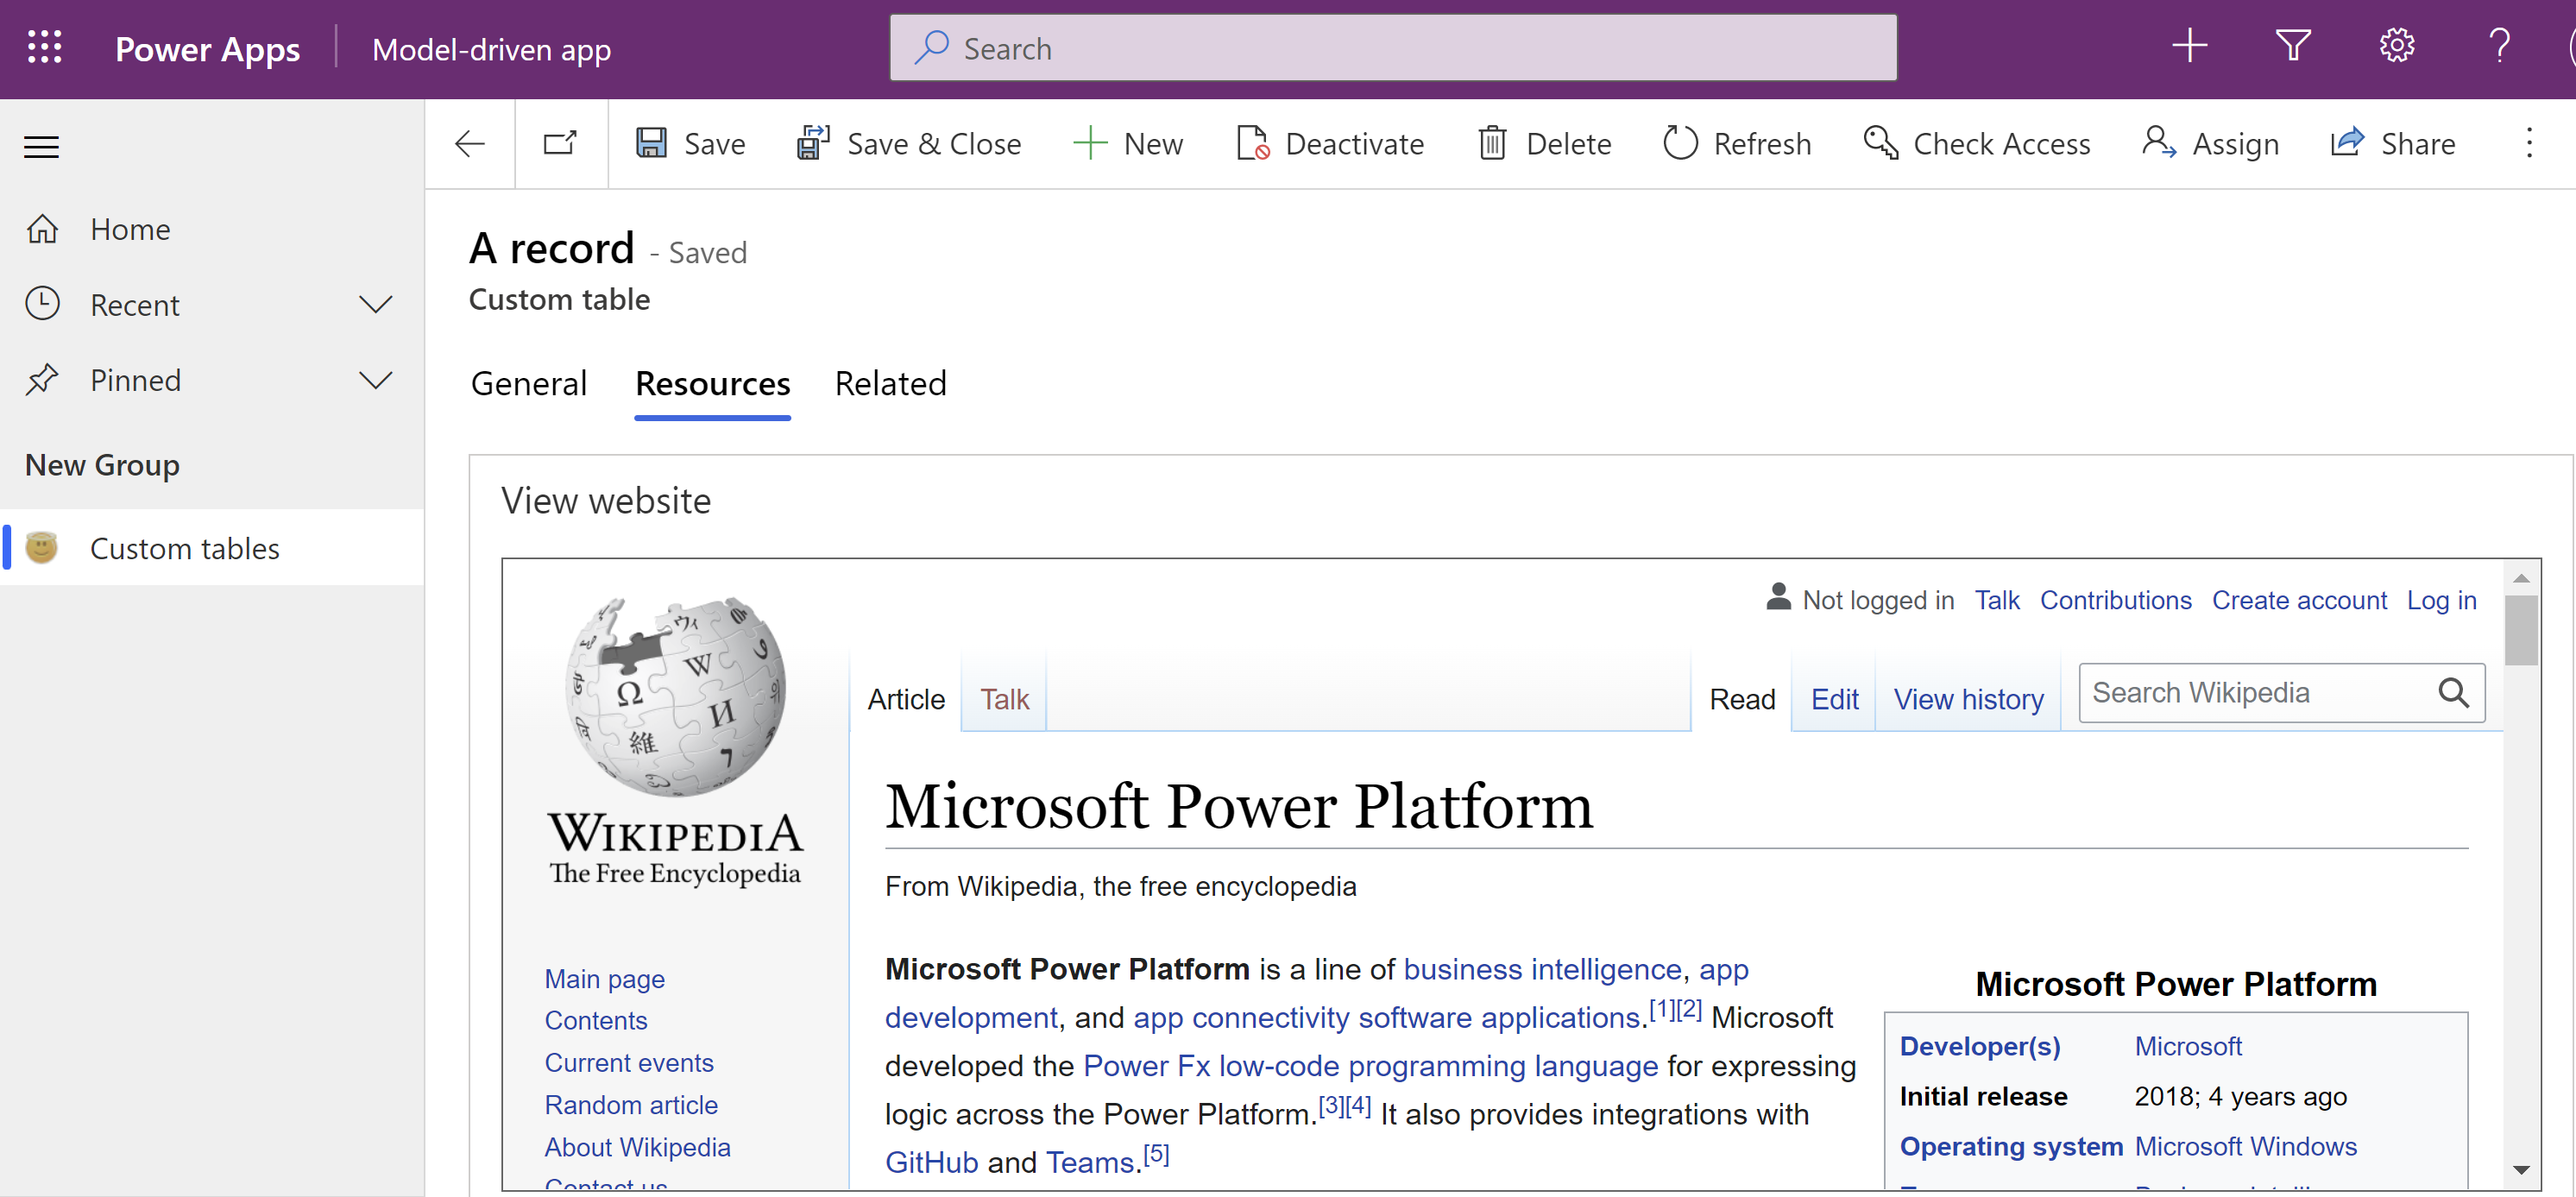 Power Apps
Model-driven app
Search
Home
Recent
Pinned
New Group
Custom tables
Save
Save & Close
New
Deactivate
Delete
Refresh
Check Access
Assign
Share
A record - Saved
Custom table
General
Resources
Related
View website
WIKIPEDIA
The Free Encyclopedia
Main page
Contents
Current events
Random article
About Wikipedia
Contact us
Not logged in
Talk
Contributions
Create account
Log in
Article
Talk
Read
Edit
View history
Search Wikipedia
Microsoft Power Platform
From Wikipedia, the free encyclopedia
Microsoft Power Platform is a line of business intelligence, app
development, and app connectivity software applications.[1][2] Microsoft
developed the Power Fx low-code programming language for expressing
logic across the Power Platform.[3][4] It also provides integrations with
GitHub and Teams.[5]
Microsoft Power Platform
Developer(s) Microsoft
Initial release 2018; 4 years ago
Operating system Microsoft Windows